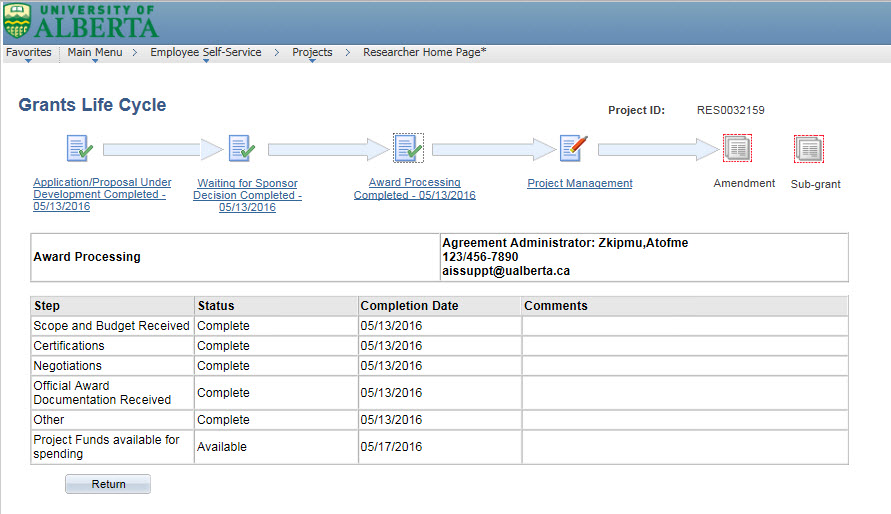 UNIVERSITY OF
ALBERTA
Favorites Main Menu > Employee Self-Service > Projects > Researcher Home Page*
Grants Life Cycle
Project ID: RES0032159
Application/Proposal Under
Development Completed -
05/13/2016
Waiting for Sponsor
Decision Completed -
05/13/2016
Award Processing
Completed - 05/13/2016
Project Management
Amendment
Sub-grant
Award Processing
Agreement Administrator: Zkipmu,Atofme
123/456-7890
aissuppt@ualberta.ca
Step Status Completion Date Comments
Scope and Budget Received Complete 05/13/2016
Certifications Complete 05/13/2016
Negotiations Complete 05/13/2016
Official Award
Documentation Received Complete 05/13/2016
Other Complete 05/13/2016
Project Funds available for
spending Available 05/17/2016
Return